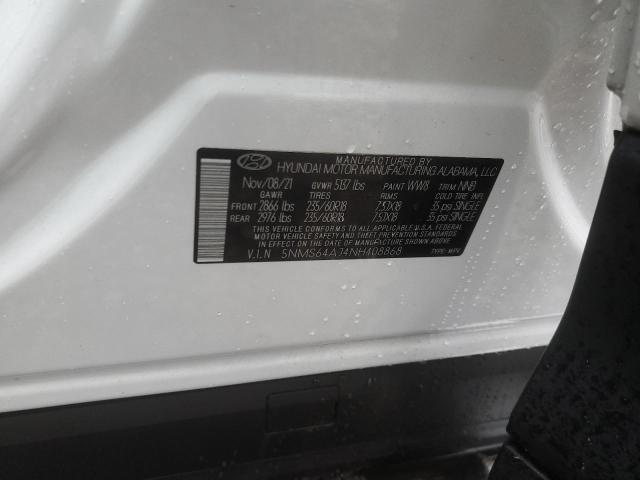 MANUFACTURED BY
HYUNDAI MOTOR MANUFACTURING ALABAMA, LLC
Nov/08/21 GVWR 5137 lbs PAINT WW8 TRIM NNB
GAWR TIRES RIMS COLD TIRE INFL
FRONT 2866 lbs 235/60R18 7.5JX18 35 psi SINGLE
REAR 2976 lbs 235/60R18 7.5JX18 35 psi SINGLE
THIS VEHICLE CONFORMS TO ALL APPLICABLE U.S.A FEDERAL
MOTOR VEHICLE SAFETY, BUMPER, AND THEFT PREVENTION STANDARDS
IN EFFECT ON THE DATE OF MANUFACTURE SHOWN ABOVE.
V.I.N 5NMS64AJ4NH408868 TYPE: MPV